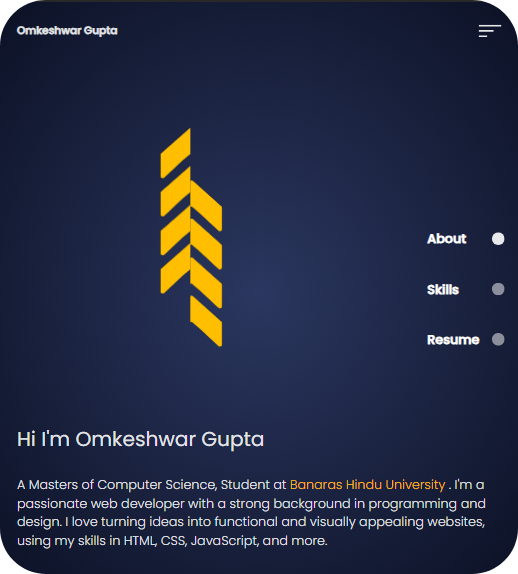 Omkeshwar Gupta
About
Skills
Resume
Hi I'm Omkeshwar Gupta
A Masters of Computer Science, Student at Banaras Hindu University . I'm a
passionate web developer with a strong background in programming and
design. I love turning ideas into functional and visually appealing websites,
using my skills in HTML, CSS, JavaScript, and more.